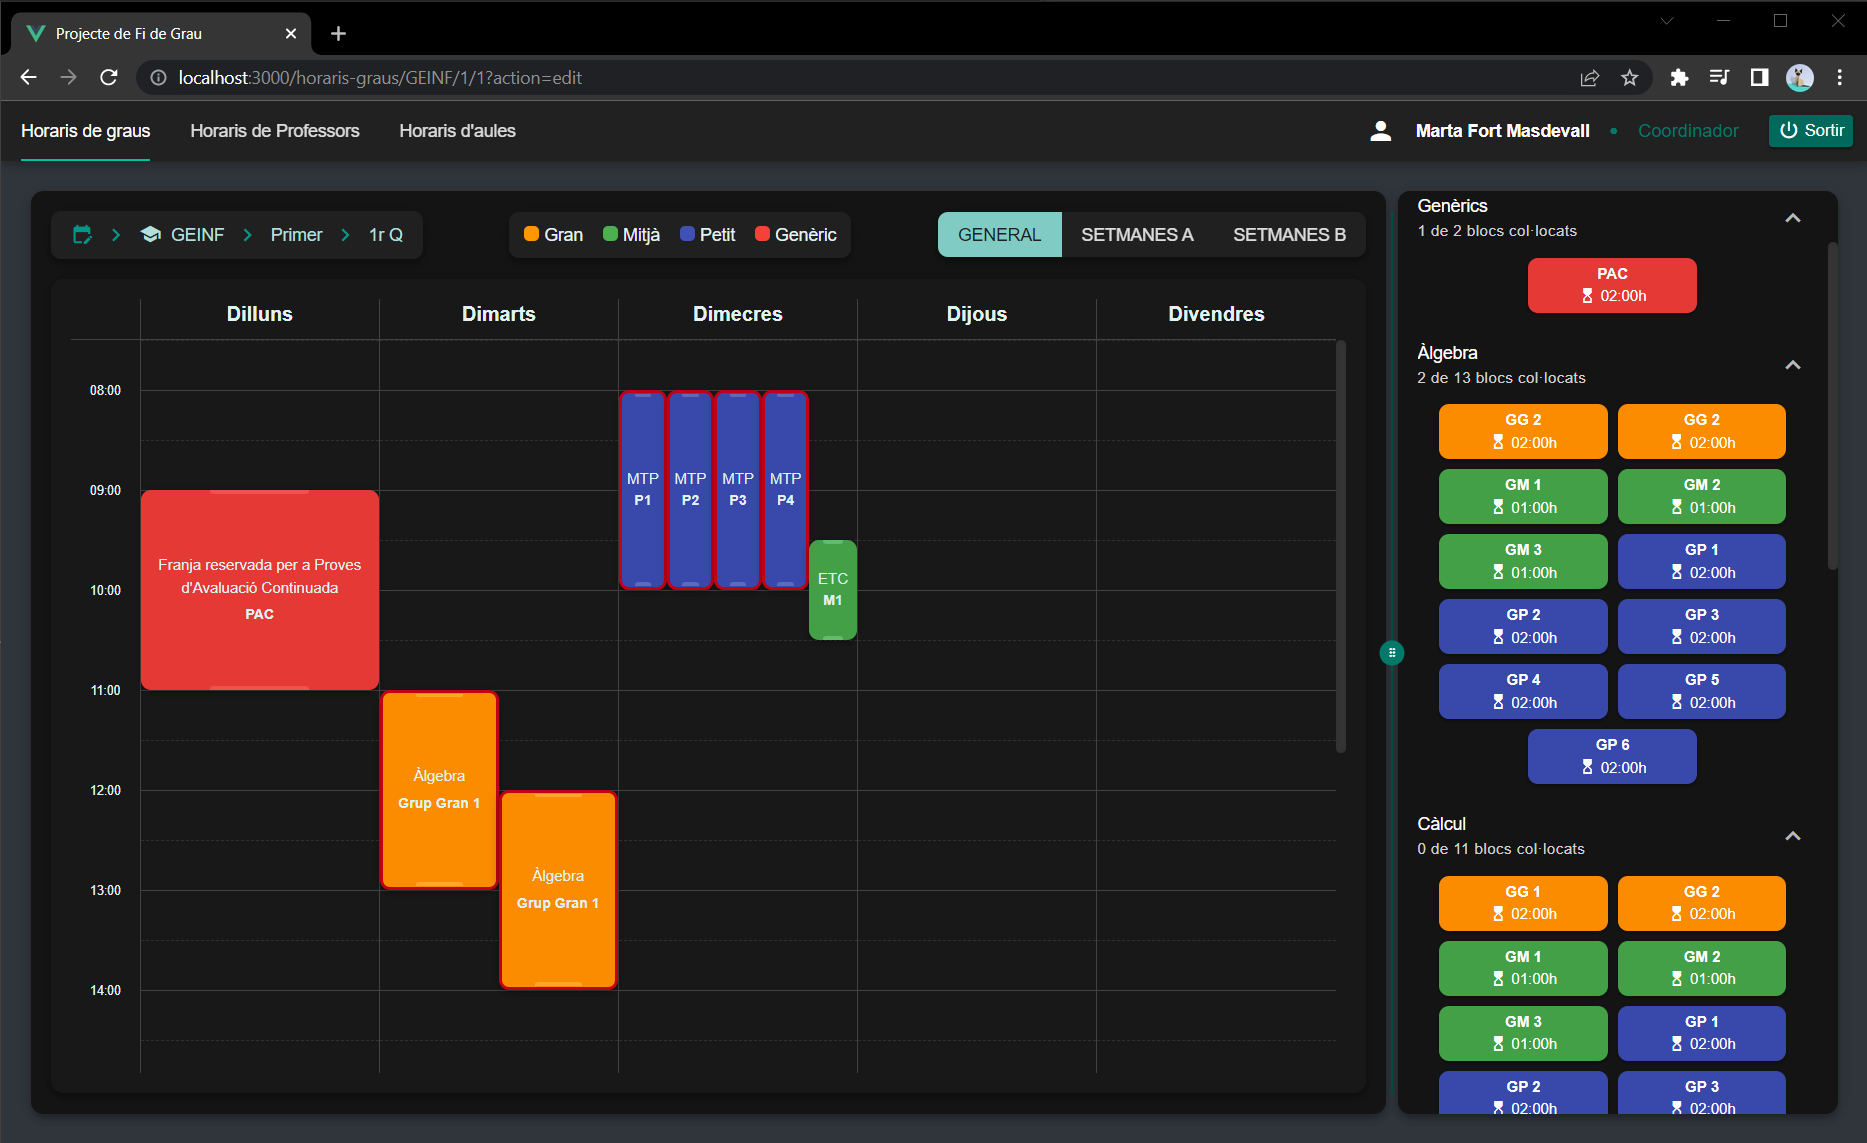 Projecte de Fi de Grau
localhost:3000/horaris-graus/GEINF/1/1?action=edit
Horaris de graus
Horaris de Professors
Horaris d'aules
Marta Fort Masdevall
Coordinador
Sortir
GEINF
Primer
1r Q
Gran
Mitjà
Petit
Genèric
GENERAL
SETMANES A
SETMANES B
Dilluns
Dimarts
Dimecres
Dijous
Divendres
08:00
09:00
10:00
11:00
12:00
13:00
14:00
Franja reservada per a Proves
d'Avaluació Continuada
PAC
Àlgebra
Grup Gran 1
Àlgebra
Grup Gran 1
MTP
P1
MTP
P2
MTP
P3
MTP
P4
ETC
M1
Genèrics
1 de 2 blocs col·locats
PAC
02:00h
Àlgebra
2 de 13 blocs col·locats
GG 2
02:00h
GG 2
02:00h
GM 1
01:00h
GM 2
01:00h
GM 3
01:00h
GP 1
02:00h
GP 2
02:00h
GP 3
02:00h
GP 4
02:00h
GP 5
02:00h
GP 6
02:00h
Càlcul
0 de 11 blocs col·locats
GG 1
02:00h
GG 2
02:00h
GM 1
01:00h
GM 2
01:00h
GM 3
01:00h
GP 1
02:00h
GP 2
02:00h
GP 3
02:00h